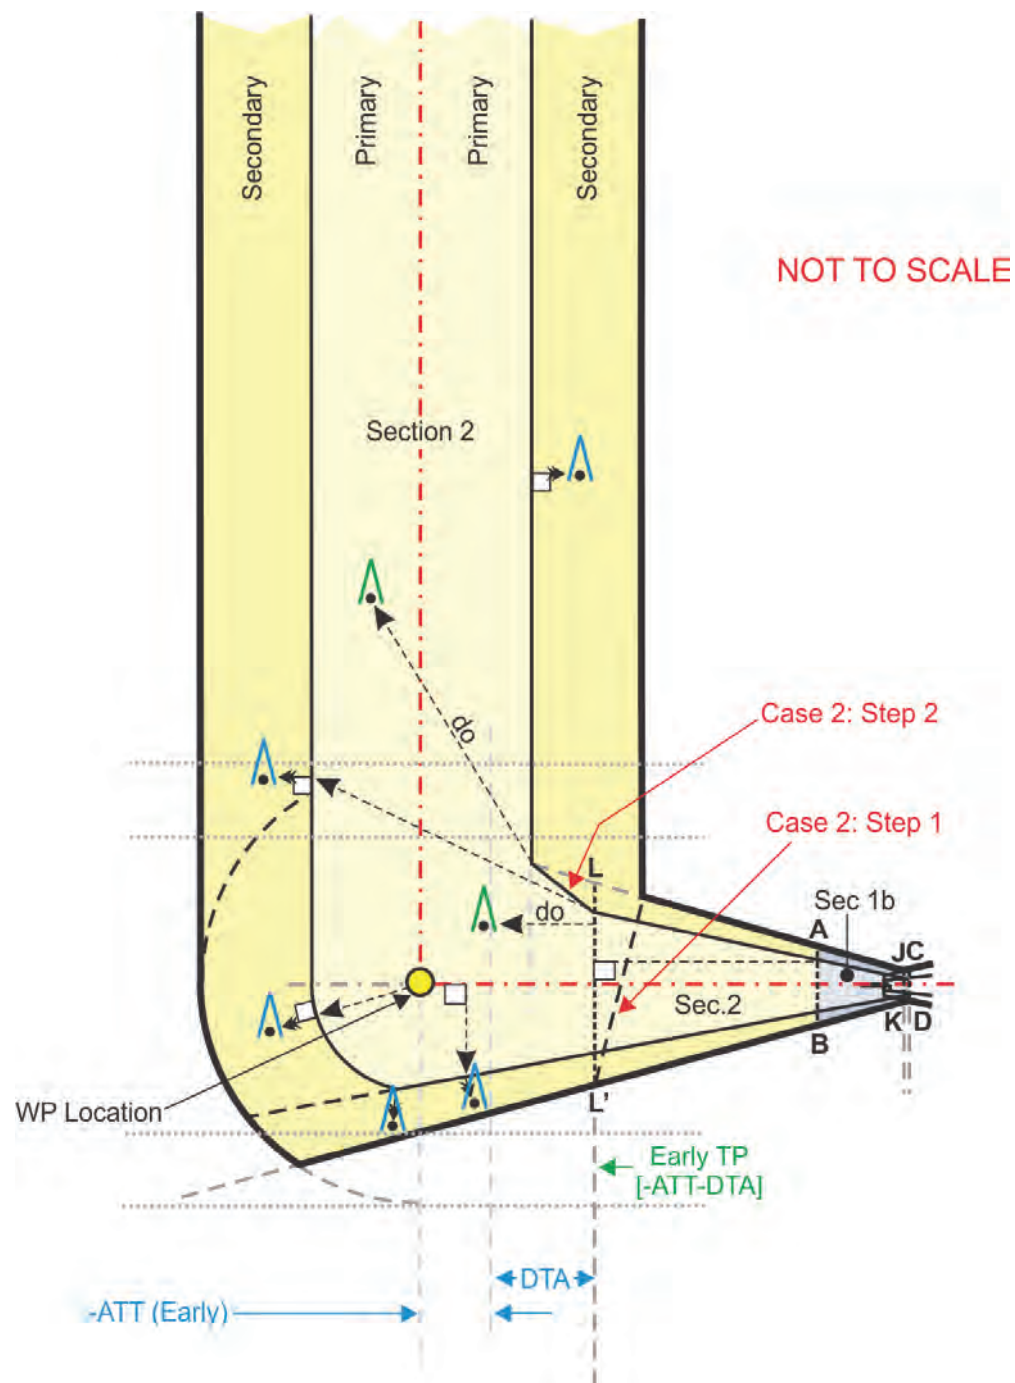 Secondary
Primary
Primary
Secondary
NOT TO SCALE
Section 2
do
Case 2: Step 2
Case 2: Step 1
L
do
A
Sec 1b
JC
Sec.2
K D
B
WP Location
L’
Early TP
[-ATT-DTA]
DTA
-ATT (Early)